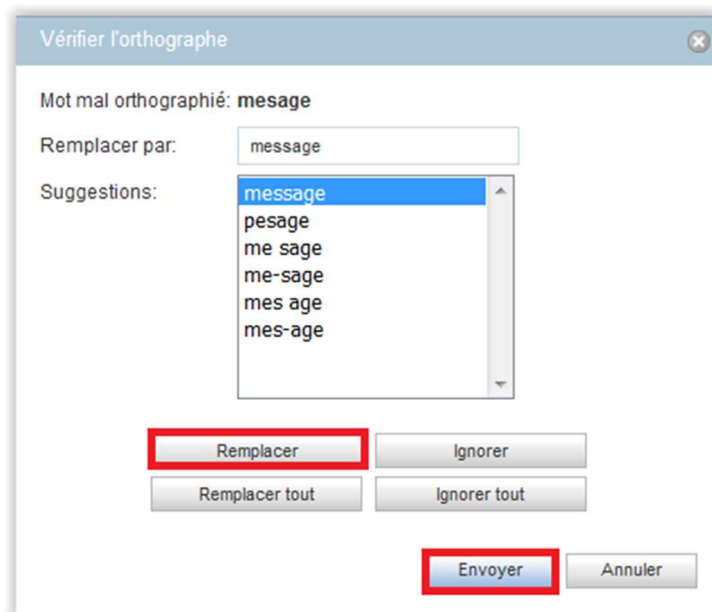 Vérifier l'orthographe
Mot mal orthographié: mesage
Remplacer par: message
Suggestions: message
pesage
me sage
me-sage
mes age
mes-age
Remplacer Ignorer
Remplacer tout Ignorer tout
Envoyer Annuler